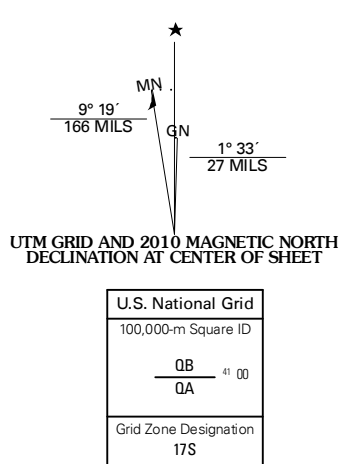 ★
MN
9° 19´
166 MILS
GN
1° 33´
27 MILS
UTM GRID AND 2010 MAGNETIC NORTH
DECLINATION AT CENTER OF SHEET
U.S. National Grid
100,000-m Square ID
QB
41 00
QA
Grid Zone Designation
17S